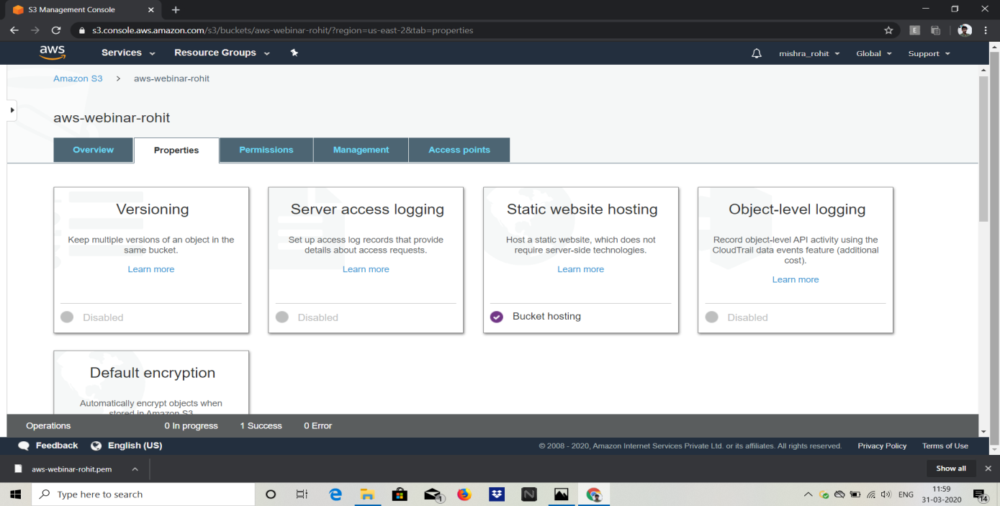 S3 Management Console
s3.console.aws.amazon.com/s3/buckets/aws-webinar-rohit/?region=us-east-2&tab=properties
E
aws
Services
Resource Groups
mishra_rohit
Global
Support
Amazon S3 > aws-webinar-rohit
aws-webinar-rohit
Overview
Properties
Permissions
Management
Access points
Versioning
Keep multiple versions of an object in the
same bucket.
Learn more
Disabled
Server access logging
Set up access log records that provide
details about access requests.
Learn more
Disabled
Static website hosting
Host a static website, which does not
require server-side technologies.
Learn more
Bucket hosting
Object-level logging
Record object-level API activity using the
CloudTrail data events feature (additional
cost).
Learn more
Disabled
Default encryption
Automatically encrypt objects when
stored in Amazon S3
Operations
0 In progress
1 Success
0 Error
Feedback
English (US)
© 2008 - 2020, Amazon Internet Services Private Ltd. or its affiliates. All rights reserved.
Privacy Policy
Terms of Use
aws-webinar-rohit.pem
Show all
Type here to search
1
N
ENG
11:59
31-03-2020
14